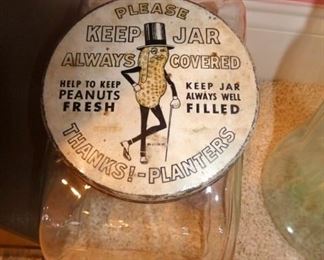 PLEASE
KEEP JAR
ALWAYS COVERED
HELP TO KEEP
PEANUTS
FRESH
KEEP JAR
ALWAYS WELL
FILLED
THANKS!-PLANTERS